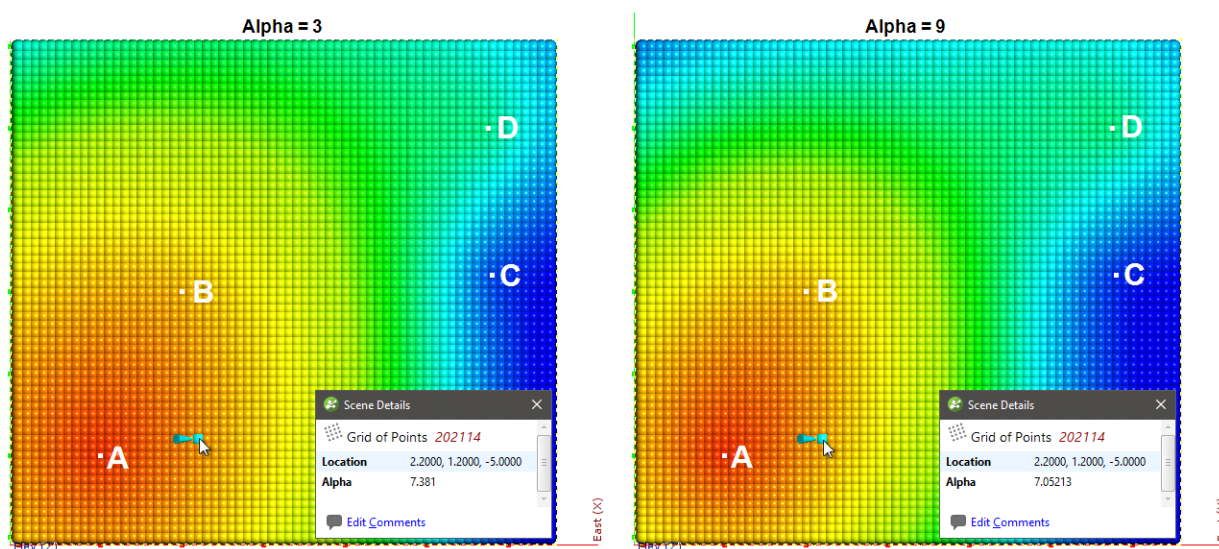 Alpha = 3
D
B
C
A
Scene Details
Grid of Points 202114
Location 2.2000, 1.2000, -5.0000
Alpha 7.381
Edit Comments
East (X)
Alpha = 9
D
B
C
A
Scene Details
Grid of Points 202114
Location 2.2000, 1.2000, -5.0000
Alpha 7.05213
Edit Comments